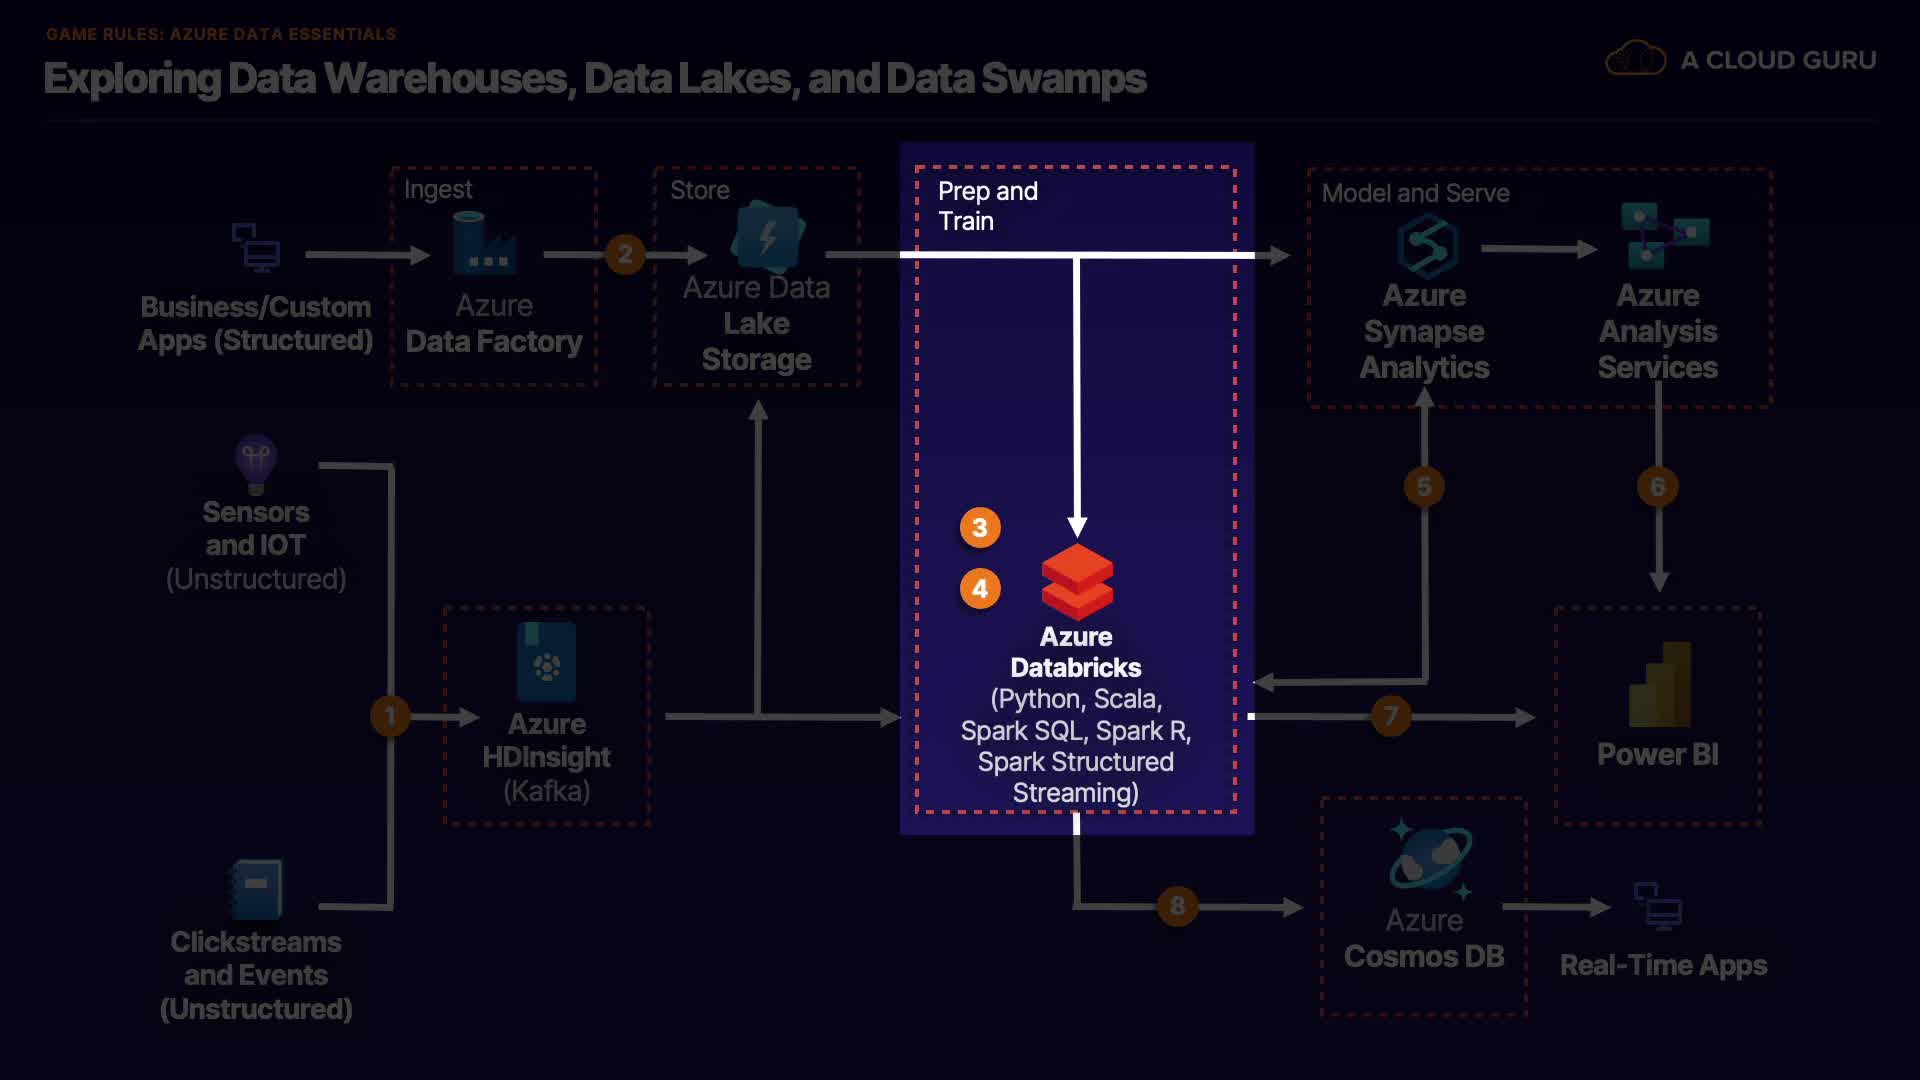 GAME RULES: AZURE DATA ESSENTIALS
Exploring Data Warehouses, Data Lakes, and Data Swamps
A CLOUD GURU
Ingest
Azure
Data Factory
2
Store
Azure Data
Lake
Storage
Business/Custom
Apps (Structured)
Prep and
Train
3
4
Azure
Databricks
(Python, Scala,
Spark SQL, Spark R,
Spark Structured
Streaming)
Model and Serve
Azure
Synapse
Analytics
Azure
Analysis
Services
5
6
Sensors
and IOT
(Unstructured)
1
Azure
HDInsight
(Kafka)
7
Power BI
Clickstreams
and Events
(Unstructured)
8
Azure
Cosmos DB
Real-Time Apps